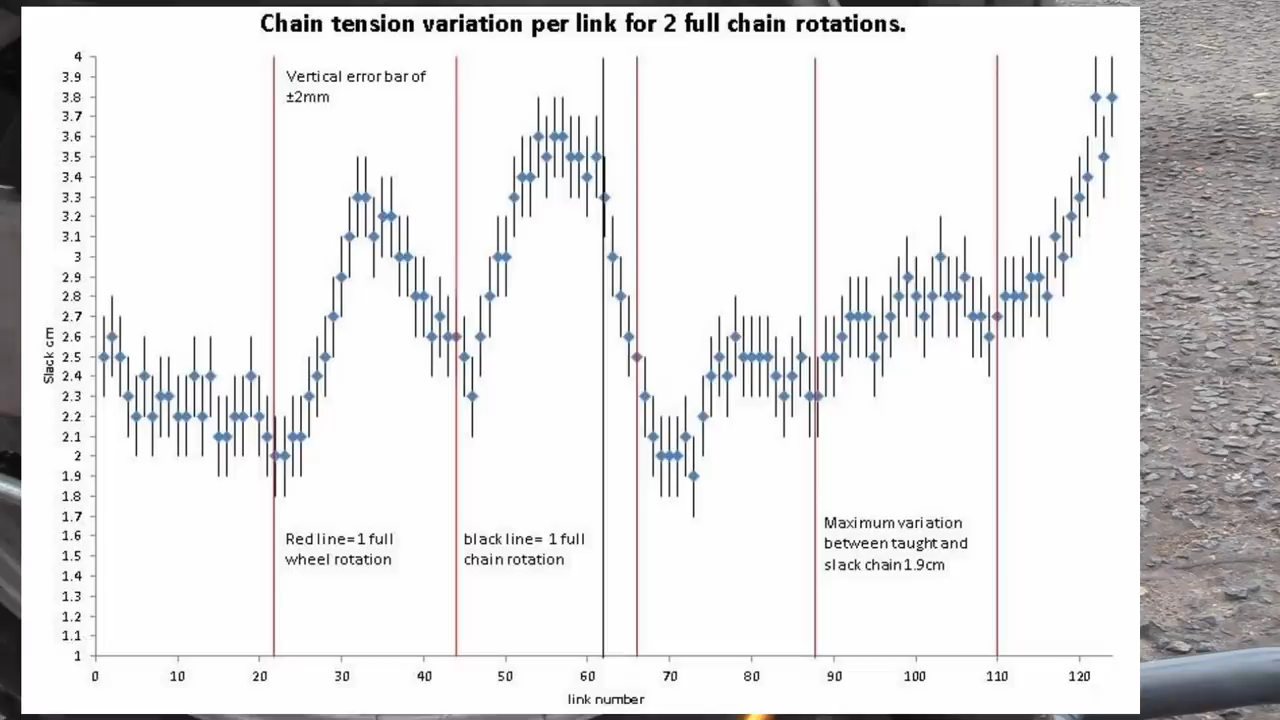 Chain tension variation per link for 2 full chain rotations.
4
3.9
3.8
3.7
3.6
3.5
3.4
3.3
3.2
3.1
3
2.9
2.8
2.7
2.6
2.5
2.4
2.3
2.2
2.1
2
1.9
1.8
1.7
1.6
1.5
1.4
1.3
1.2
1.1
1
Slack cm
Vertical error bar of
±2mm
Red line=1 full
wheel rotation
black line= 1 full
chain rotation
Maximum variation
between taught and
slack chain1.9cm
0 10 20 30 40 50 60 70 80 90 100 110 120
link number